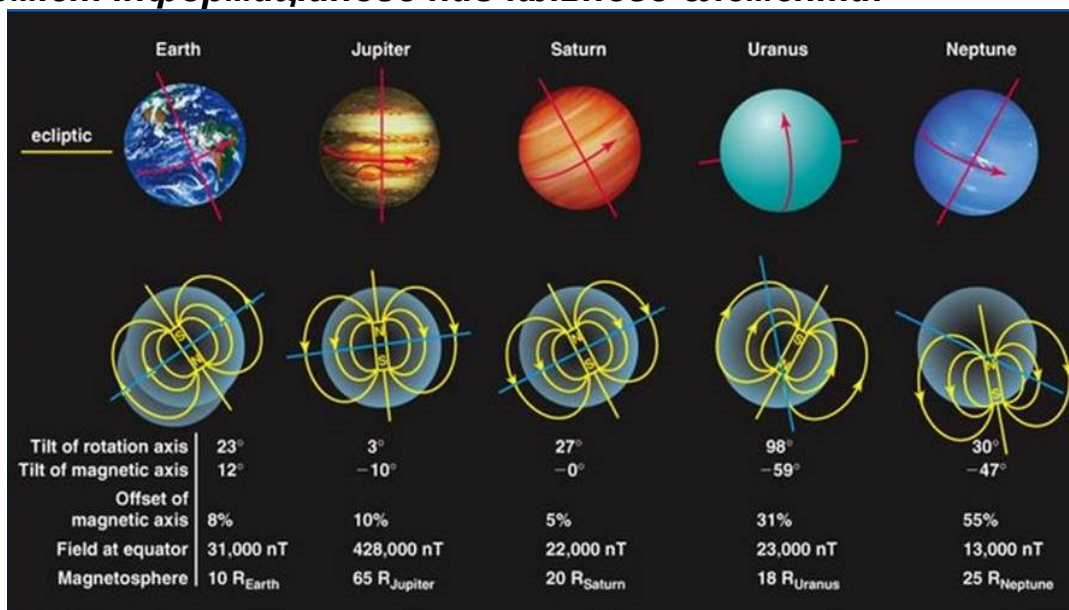 Earth Jupiter Saturn Uranus Neptune
ecliptic
S N N S N S S N N S
Tilt of rotation axis 23° 3° 27° 98° 30°
Tilt of magnetic axis 12° −10° −0° −59° −47°
Offset of
magnetic axis 8% 10% 5% 31% 55%
Field at equator 31,000 nT 428,000 nT 22,000 nT 23,000 nT 13,000 nT
Magnetosphere 10 REarth 65 RJupiter 20 RSaturn 18 RUranus 25 RNeptune